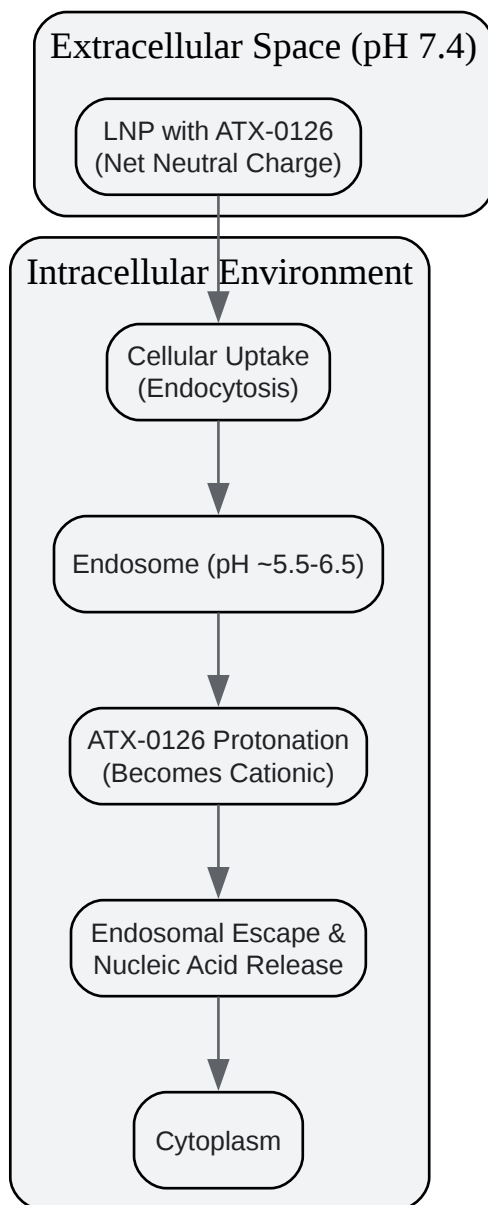 Extracellular Space (pH 7.4)
LNP with ATX-0126
(Net Neutral Charge)
Intracellular Environment
Cellular Uptake
(Endocytosis)
Endosome (pH ~5.5-6.5)
ATX-0126 Protonation
(Becomes Cationic)
Endosomal Escape &
Nucleic Acid Release
Cytoplasm